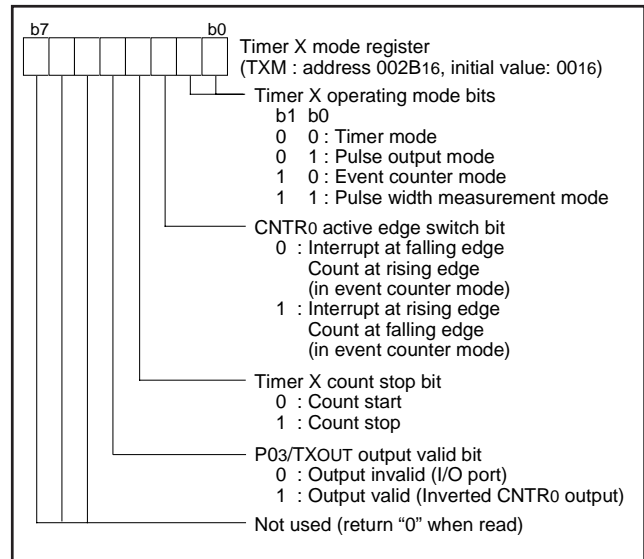 b7 b0
Timer X mode register
(TXM : address 002B16, initial value: 0016)
Timer X operating mode bits
b1 b0
0 0 : Timer mode
0 1 : Pulse output mode
1 0 : Event counter mode
1 1 : Pulse width measurement mode
CNTR0 active edge switch bit
0 : Interrupt at falling edge
Count at rising edge
(in event counter mode)
1 : Interrupt at rising edge
Count at falling edge
(in event counter mode)
Timer X count stop bit
0 : Count start
1 : Count stop
P03/TXOUT output valid bit
0 : Output invalid (I/O port)
1 : Output valid (Inverted CNTR0 output)
Not used (return “0” when read)